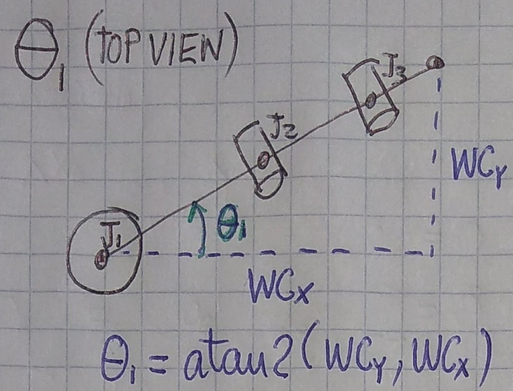 θ₁ (TOP VIEW)
J₃
J₂
WCY
θ₁
J₁
WCX
θ₁ = atan2(WCY, WCX)